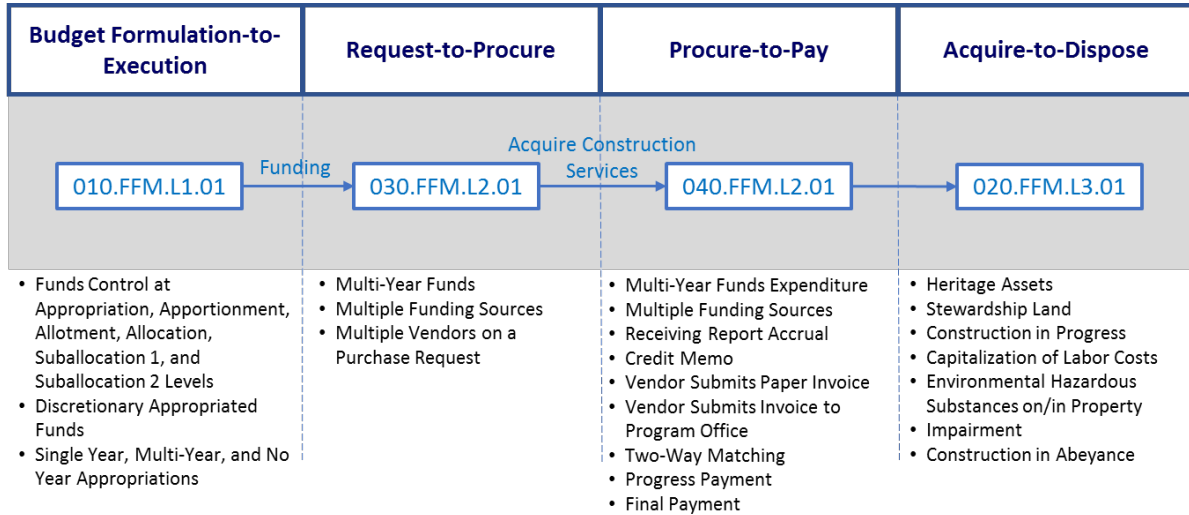 Budget Formulation-to-
Execution
Request-to-Procure
Procure-to-Pay
Acquire-to-Dispose
010.FFM.L1.01
Funding
030.FFM.L2.01
Acquire Construction
Services
040.FFM.L2.01
020.FFM.L3.01
• Funds Control at
Appropriation, Apportionment,
Allotment, Allocation,
Suballocation 1, and
Suballocation 2 Levels
• Discretionary Appropriated
Funds
• Single Year, Multi-Year, and No
Year Appropriations
• Multi-Year Funds
• Multiple Funding Sources
• Multiple Vendors on a
Purchase Request
• Multi-Year Funds Expenditure
• Multiple Funding Sources
• Receiving Report Accrual
• Credit Memo
• Vendor Submits Paper Invoice
• Vendor Submits Invoice to
Program Office
• Two-Way Matching
• Progress Payment
• Final Payment
• Heritage Assets
• Stewardship Land
• Construction in Progress
• Capitalization of Labor Costs
• Environmental Hazardous
Substances on/in Property
• Impairment
• Construction in Abeyance